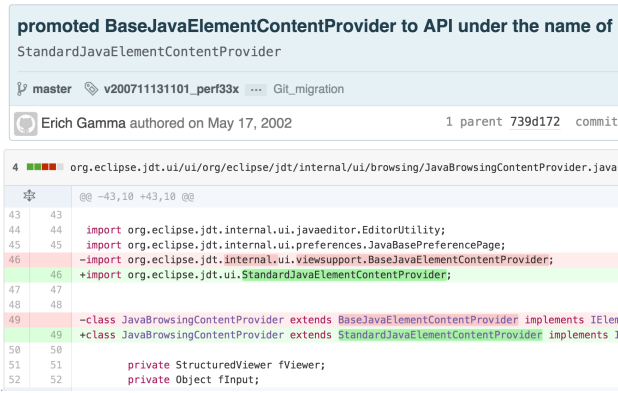 promoted BaseJavaElementContentProvider to API under the name of
StandardJavaElementContentProvider
master v200711131101_perf33x ... Git_migration
Erich Gamma authored on May 17, 2002 1 parent 739d172 commit
4 org.eclipse.jdt.ui/ui/org/eclipse/jdt/internal/ui/browsing/JavaBrowsingContentProvider.java
@@ -43,10 +43,10 @@
43 43
44 44 import org.eclipse.jdt.internal.ui.javaeditor.EditorUtility;
45 45 import org.eclipse.jdt.internal.ui.preferences.JavaBasePreferencePage;
46 -import org.eclipse.jdt.internal.ui.viewsupport.BaseJavaElementContentProvider;
46 +import org.eclipse.jdt.ui.StandardJavaElementContentProvider;
47 47
48 48
49 -class JavaBrowsingContentProvider extends BaseJavaElementContentProvider implements IElem
49 +class JavaBrowsingContentProvider extends StandardJavaElementContentProvider implements I
50 50
51 51 private StructuredViewer fViewer;
52 52 private Object fInput;